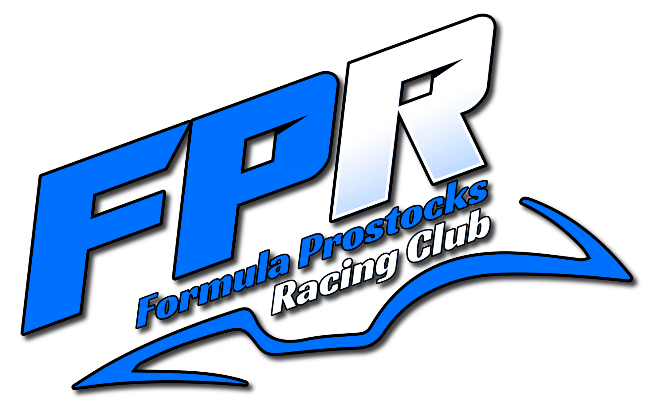 FPR
Formula Prostocks
Racing Club